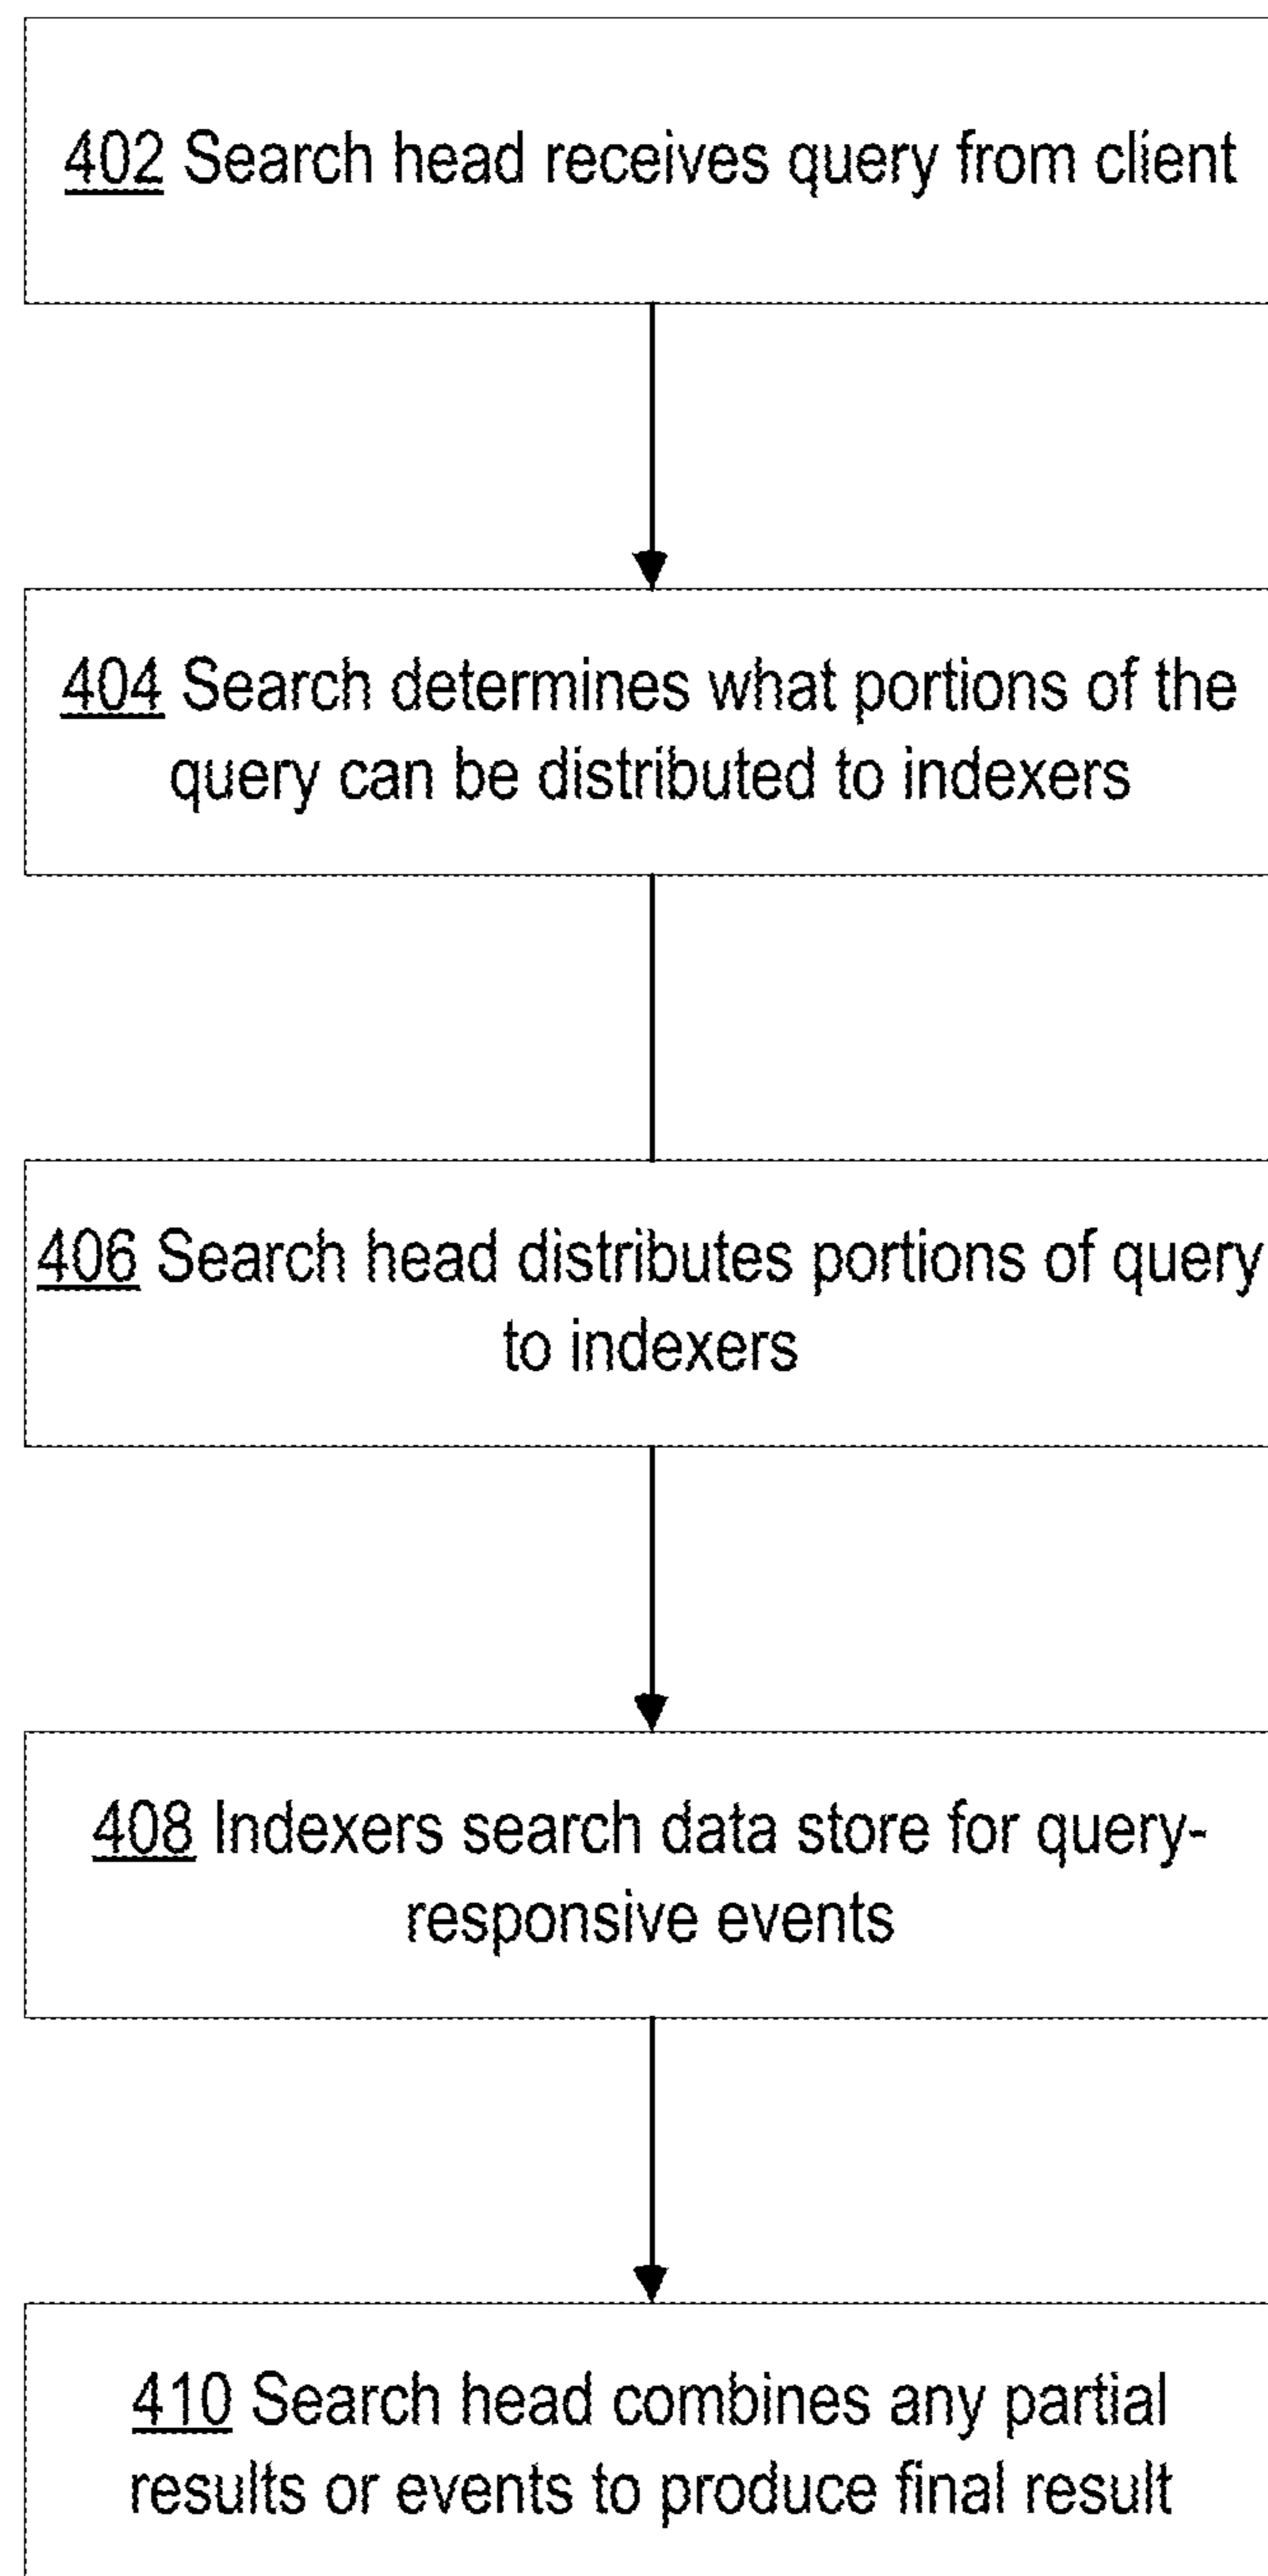 402 Search head receives query from client
404 Search determines what portions of the
query can be distributed to indexers
406 Search head distributes portions of query
to indexers
408 Indexers search data store for query-
responsive events
410 Search head combines any partial
results or events to produce final result